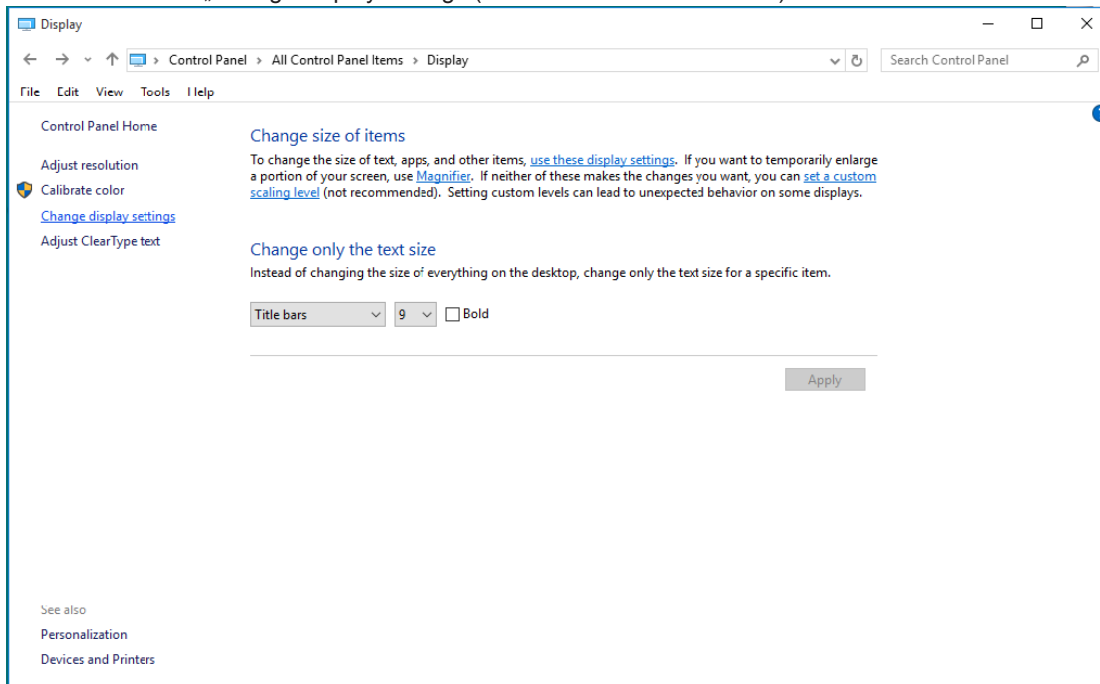 Display
Control Panel › All Control Panel Items › Display
Search Control Panel
File Edit View Tools Help
Control Panel Home
Adjust resolution
Calibrate color
Change display settings
Adjust ClearType text
Change size of items
To change the size of text, apps, and other items, use these display settings. If you want to temporarily enlarge
a portion of your screen, use Magnifier. If neither of these makes the changes you want, you can set a custom
scaling level (not recommended). Setting custom levels can lead to unexpected behavior on some displays.
Change only the text size
Instead of changing the size of everything on the desktop, change only the text size for a specific item.
Title bars 9 Bold
Apply
See also
Personalization
Devices and Printers